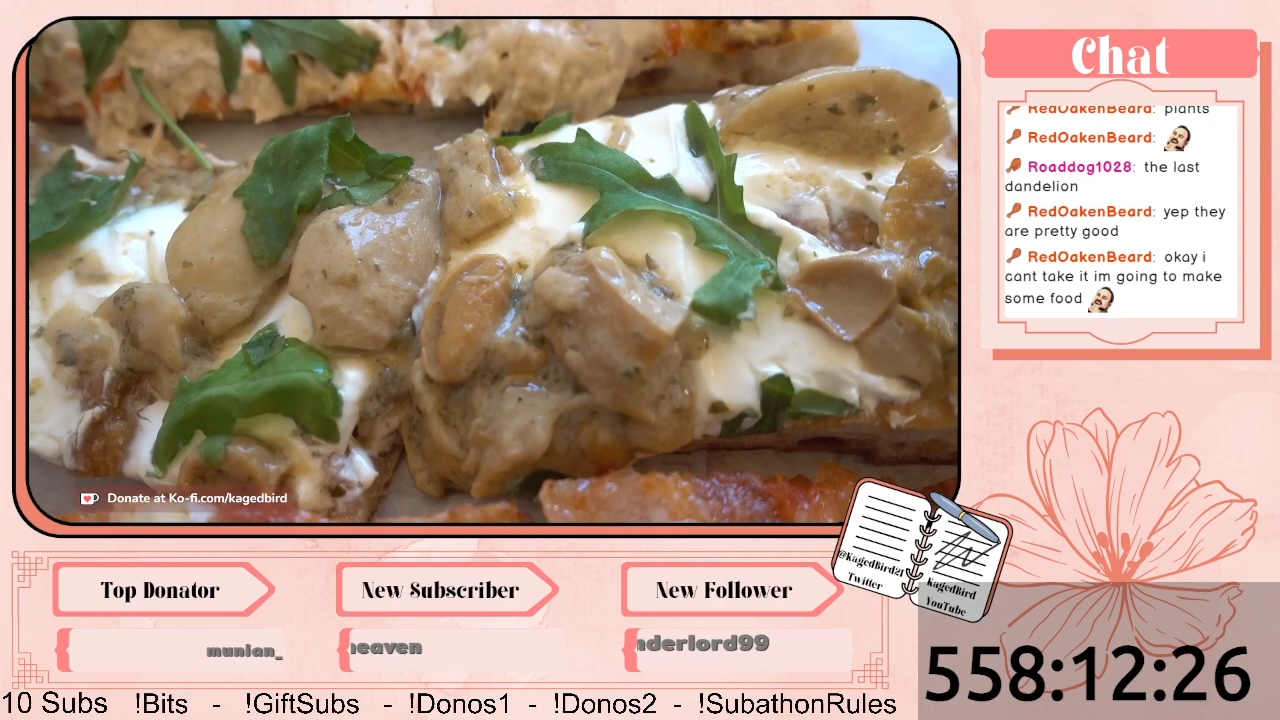 Chat
RedOakenBeard: plants
RedOakenBeard:
Roaddog1028: the last
dandelion
RedOakenBeard: yep they
are pretty good
RedOakenBeard: okay i
cant take it im going to make
some food
Donate at Ko-fi.com/kagedbird
@KagedBird21
Twitter
KagedBird
YouTube
Top Donator
New Subscriber
New Follower
munian_
heaven
nderlord99
558:12:26
10 Subs !Bits - !GiftSubs - !Donos1 - !Donos2 - !SubathonRules